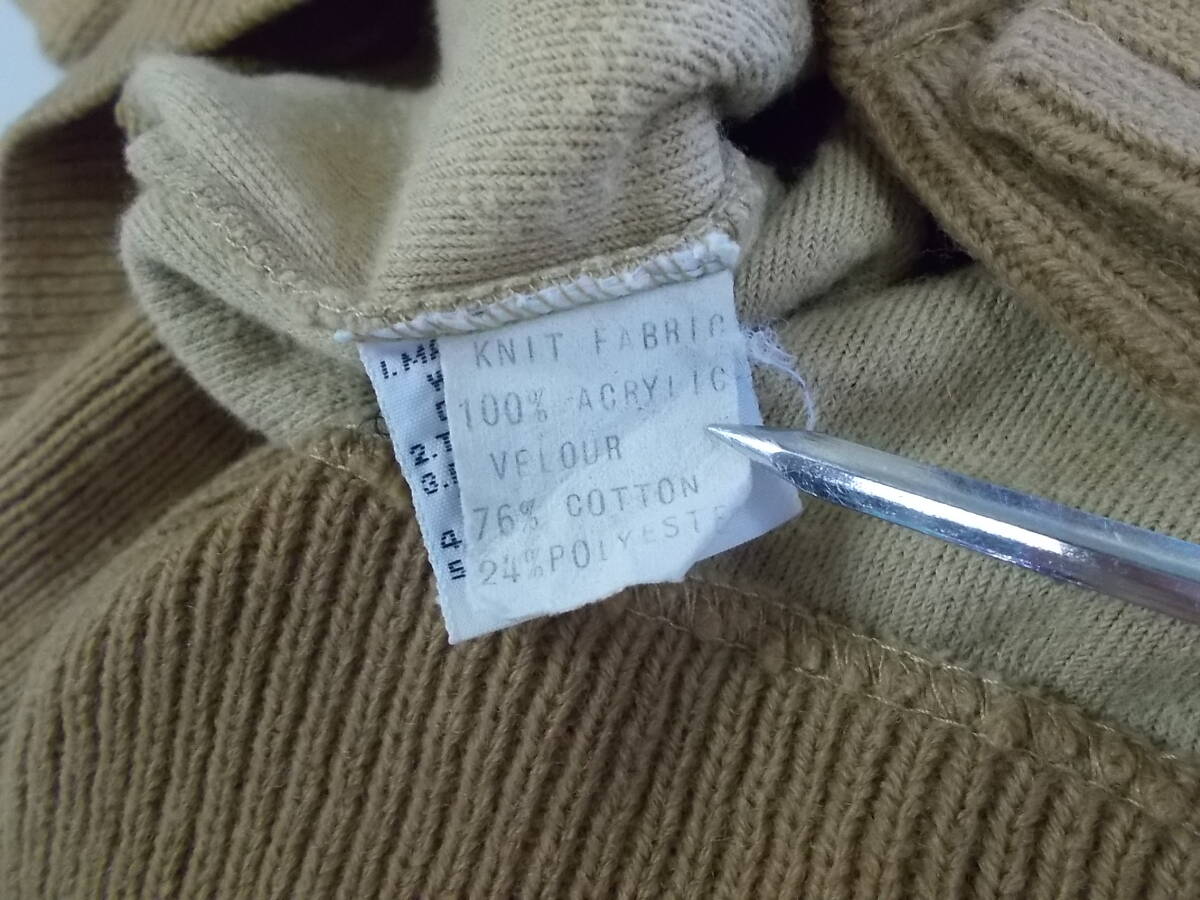 KNIT FABRIC
100% ACRYLIC
VELOUR
76% COTTON
24%POLYESTE